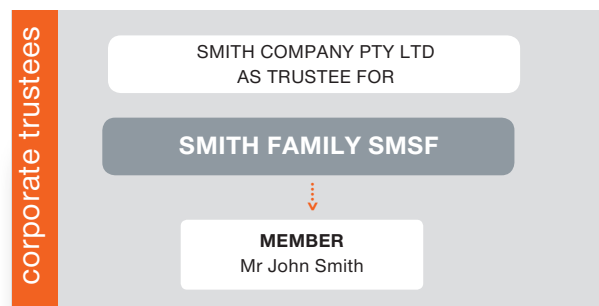 corporate trustees
SMITH COMPANY PTY LTD
AS TRUSTEE FOR
SMITH FAMILY SMSF
MEMBER
Mr John Smith